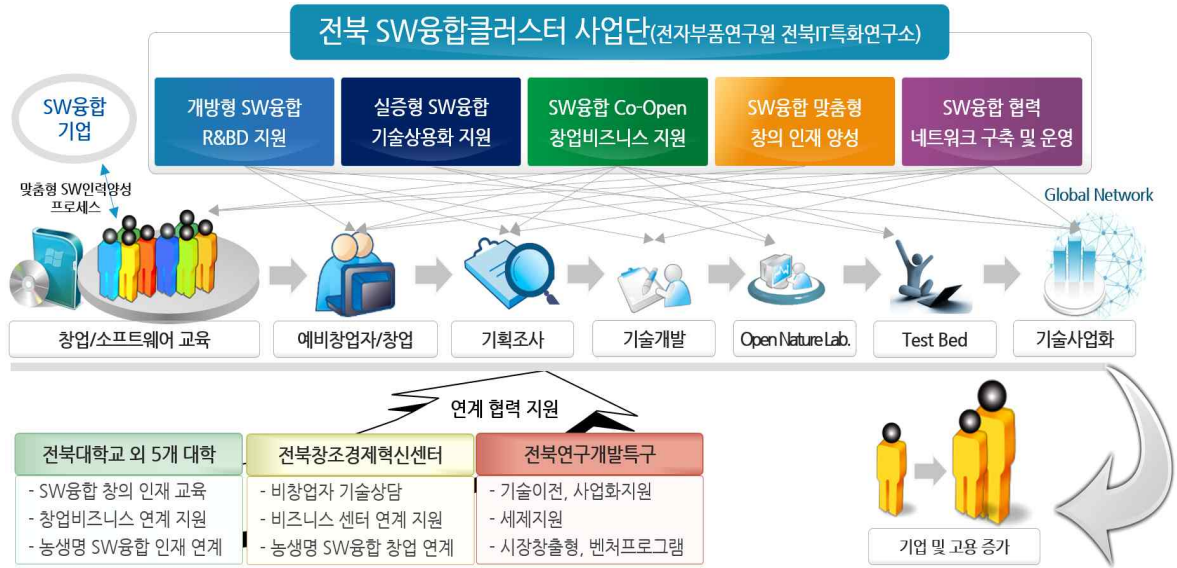 전북 SW융합클러스터 사업단(전자부품연구원 전북IT특화연구소)
SW융합
기업
개방형 SW융합
R&BD 지원
실증형 SW융합
기술상용화 지원
SW융합 Co-Open
창업비즈니스 지원
SW융합 맞춤형
창의 인재 양성
SW융합 협력
네트워크 구축 및 운영
맞춤형 SW인력양성
프로세스
Global Network
창업/소프트웨어 교육
예비창업자/창업
기획조사
기술개발
Open Nature Lab.
Test Bed
기술사업화
연계 협력 지원
전북대학교 외 5개 대학
- SW융합 창의 인재 교육
- 창업비즈니스 연계 지원
- 농생명 SW융합 인재 연계
전북창조경제혁신센터
- 비창업자 기술상담
- 비즈니스 센터 연계 지원
- 농생명 SW융합 창업 연계
전북연구개발특구
- 기술이전, 사업화지원
- 세제지원
- 시장창출형, 벤처프로그램
기업 및 고용 증가